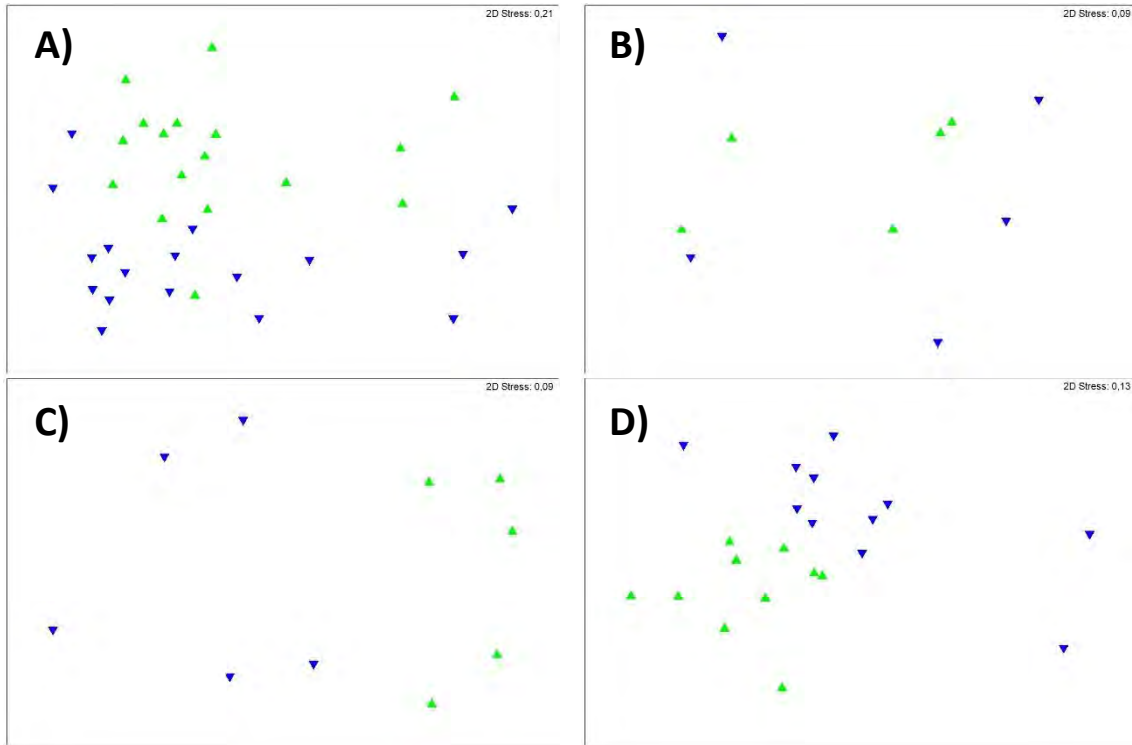 2D Stress: 0,21
A)
2D Stress: 0,09
B)
2D Stress: 0,09
C)
2D Stress: 0,13
D)